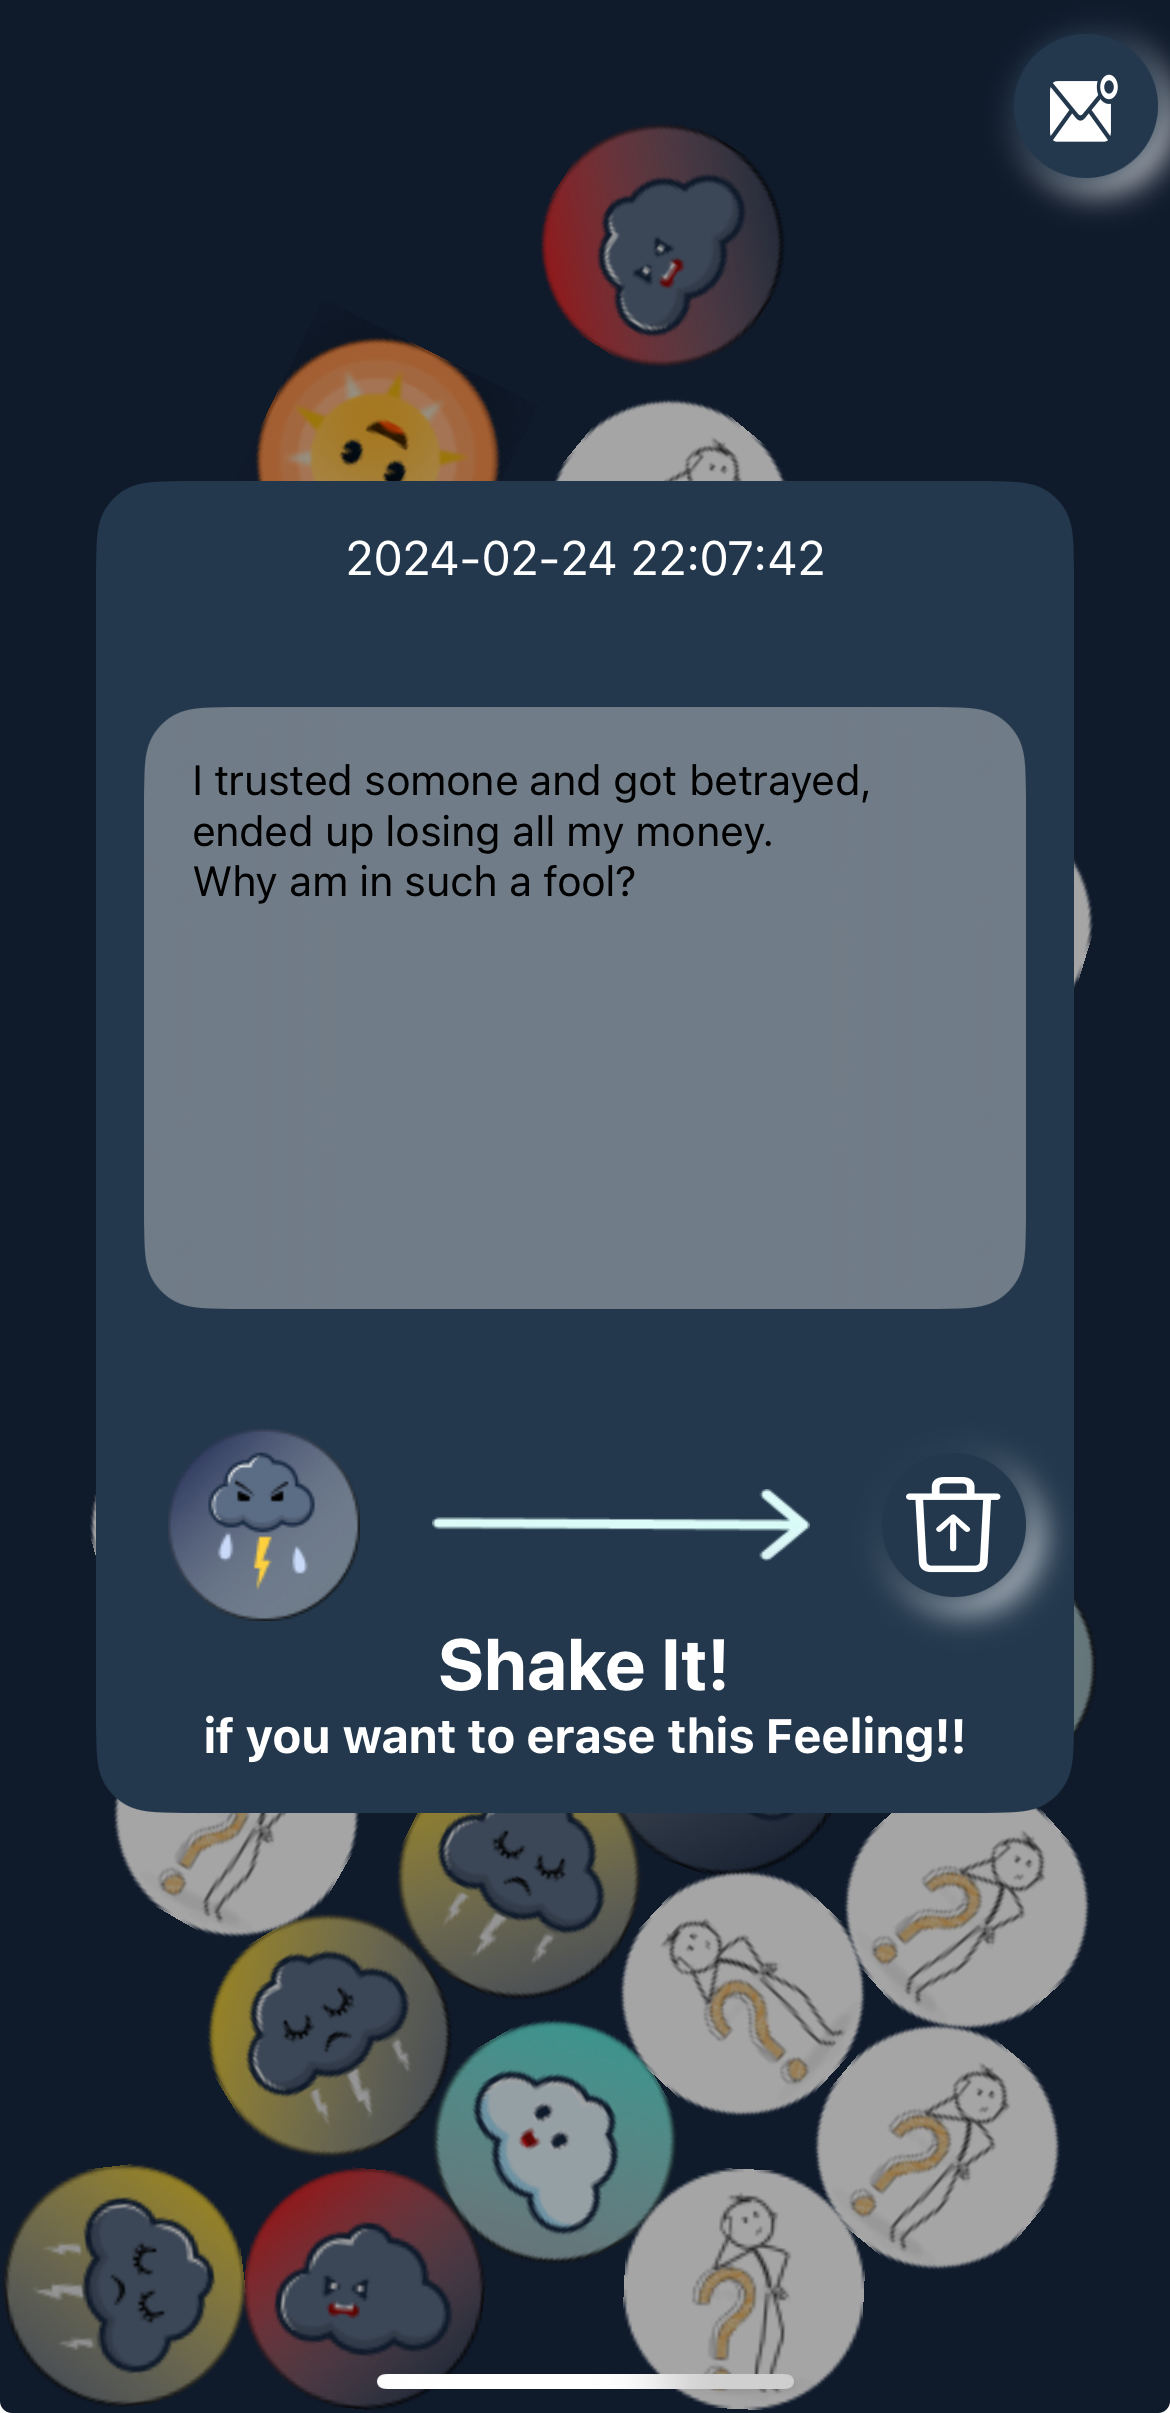 2024-02-24 22:07:42
I trusted somone and got betrayed,
ended up losing all my money.
Why am in such a fool?
Shake It!
if you want to erase this Feeling!!